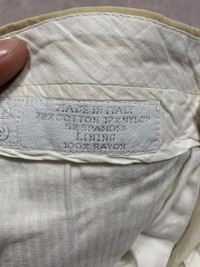 MADE IN ITALY
78%COTTON 17%NYLON
5%SPANDEX
LINING
100% RAYON